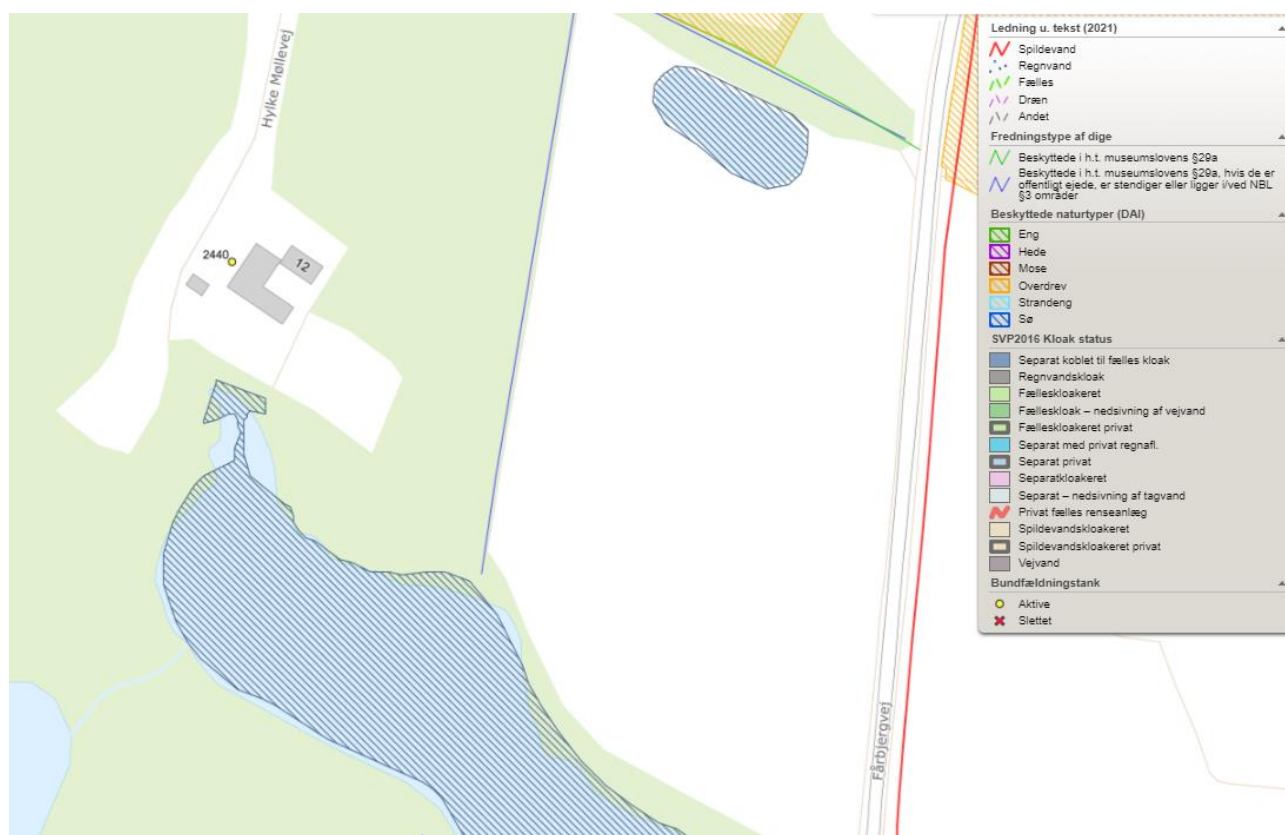 Hylke Møllevej
2440
12
Fårbjergvej
Ledning u. tekst (2021)
Spildevand
Regnvand
Fælles
Dræn
Andet
Fredningstype af dige
Beskyttede i h.t. museumslovens §29a
Beskyttede i h.t. museumslovens §29a, hvis de er
offentligt ejede, er stendiger eller ligger i/ved NBL
§3 områder
Beskyttede naturtyper (DAI)
Eng
Hede
Mose
Overdrev
Strandeng
Sø
SVP2016 Kloak status
Separat koblet til fælles kloak
Regnvandskloak
Fælleskloakeret
Fælleskloak – nedsivning af vejvand
Fælleskloakeret privat
Separat med privat regnafl.
Separat privat
Separatkloakeret
Separat – nedsivning af tagvand
Privat fælles renseanlæg
Spildevandskloakeret
Spildevandskloakeret privat
Vejvand
Bundfældningstank
Aktive
Slettet